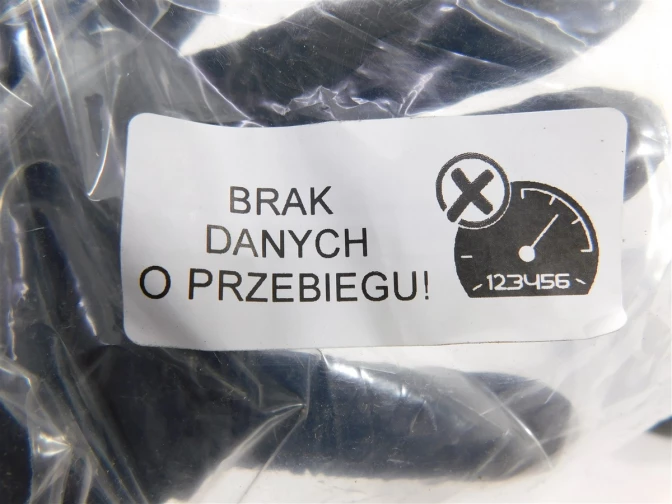 BRAK
DANYCH
O PRZEBIEGU!
123456